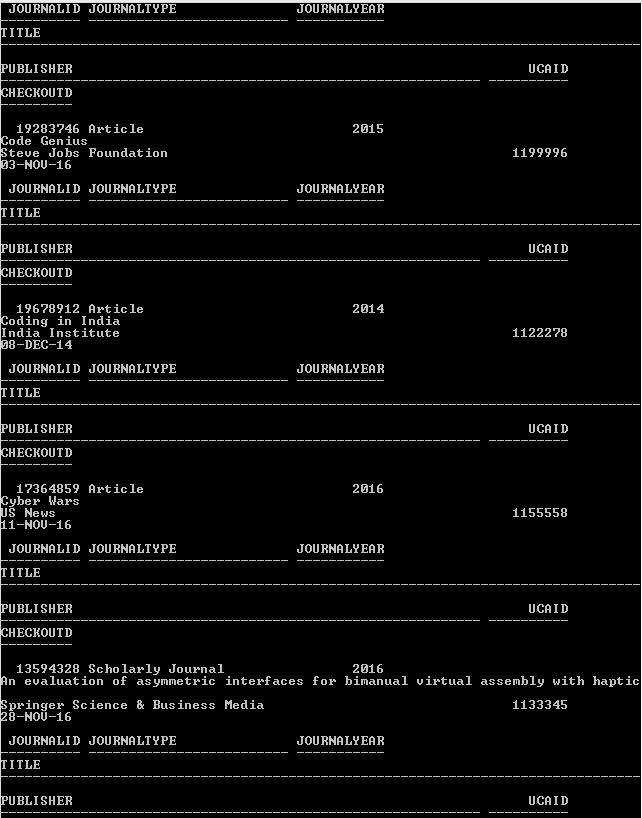 JOURNALID JOURNALTYPE JOURNALYEAR
---------- ------------------------- -----------
TITLE
--------------------------------------------------------------------------------
PUBLISHER UCAID
------------------------------------------------------------ ----------
CHECKOUTD
---------
19283746 Article 2015
Code Genius
Steve Jobs Foundation 1199996
03-NOV-16
JOURNALID JOURNALTYPE JOURNALYEAR
---------- ------------------------- -----------
TITLE
--------------------------------------------------------------------------------
PUBLISHER UCAID
------------------------------------------------------------ ----------
CHECKOUTD
---------
19678912 Article 2014
Coding in India
India Institute 1122278
08-DEC-14
JOURNALID JOURNALTYPE JOURNALYEAR
---------- ------------------------- -----------
TITLE
--------------------------------------------------------------------------------
PUBLISHER UCAID
------------------------------------------------------------ ----------
CHECKOUTD
---------
17364859 Article 2016
Cyber Wars
US News 1155558
11-NOV-16
JOURNALID JOURNALTYPE JOURNALYEAR
---------- ------------------------- -----------
TITLE
--------------------------------------------------------------------------------
PUBLISHER UCAID
------------------------------------------------------------ ----------
CHECKOUTD
---------
13594328 Scholarly Journal 2016
An evaluation of asymmetric interfaces for bimanual virtual assembly with haptic
Springer Science & Business Media 1133345
28-NOV-16
JOURNALID JOURNALTYPE JOURNALYEAR
---------- ------------------------- -----------
TITLE
--------------------------------------------------------------------------------
PUBLISHER UCAID
------------------------------------------------------------ ----------